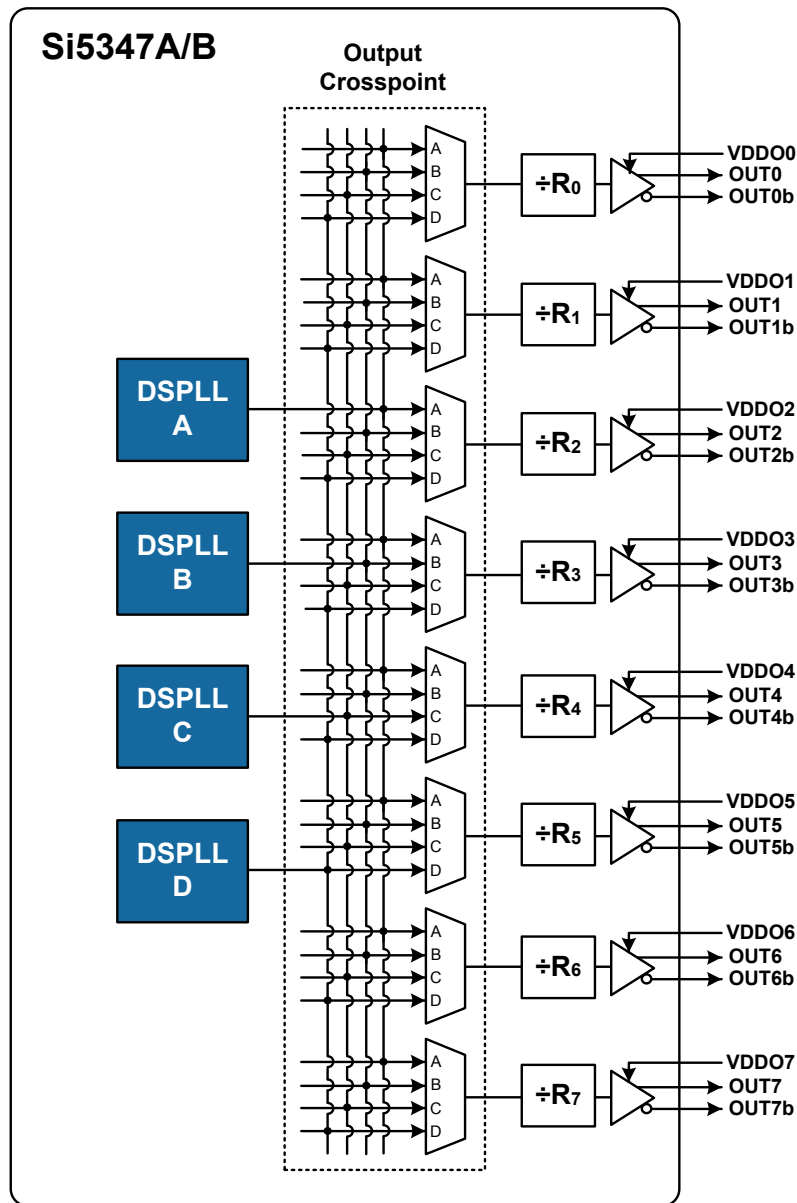 Si5347A/B
Output
Crosspoint
A
B
C
D
÷R0
VDDO0
OUT0
OUT0b
A
B
C
D
÷R1
VDDO1
OUT1
OUT1b
DSPLL
A
A
B
C
D
÷R2
VDDO2
OUT2
OUT2b
DSPLL
B
A
B
C
D
÷R3
VDDO3
OUT3
OUT3b
DSPLL
C
A
B
C
D
÷R4
VDDO4
OUT4
OUT4b
DSPLL
D
A
B
C
D
÷R5
VDDO5
OUT5
OUT5b
A
B
C
D
÷R6
VDDO6
OUT6
OUT6b
A
B
C
D
÷R7
VDDO7
OUT7
OUT7b